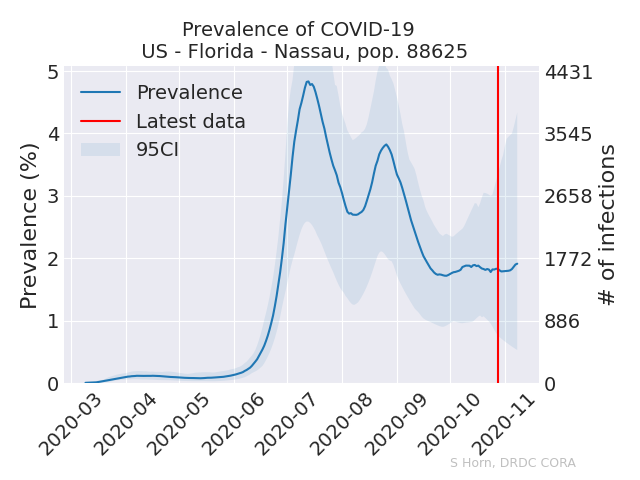 Prevalence of COVID-19
US - Florida - Nassau, pop. 88625
Prevalence
Latest data
95CI
Prevalence (%)
5
4
3
2
1
0
4431
3545
2658
1772
886
0
# of infections
2020-03
2020-04
2020-05
2020-06
2020-07
2020-08
2020-09
2020-10
2020-11
S Horn, DRDC CORA